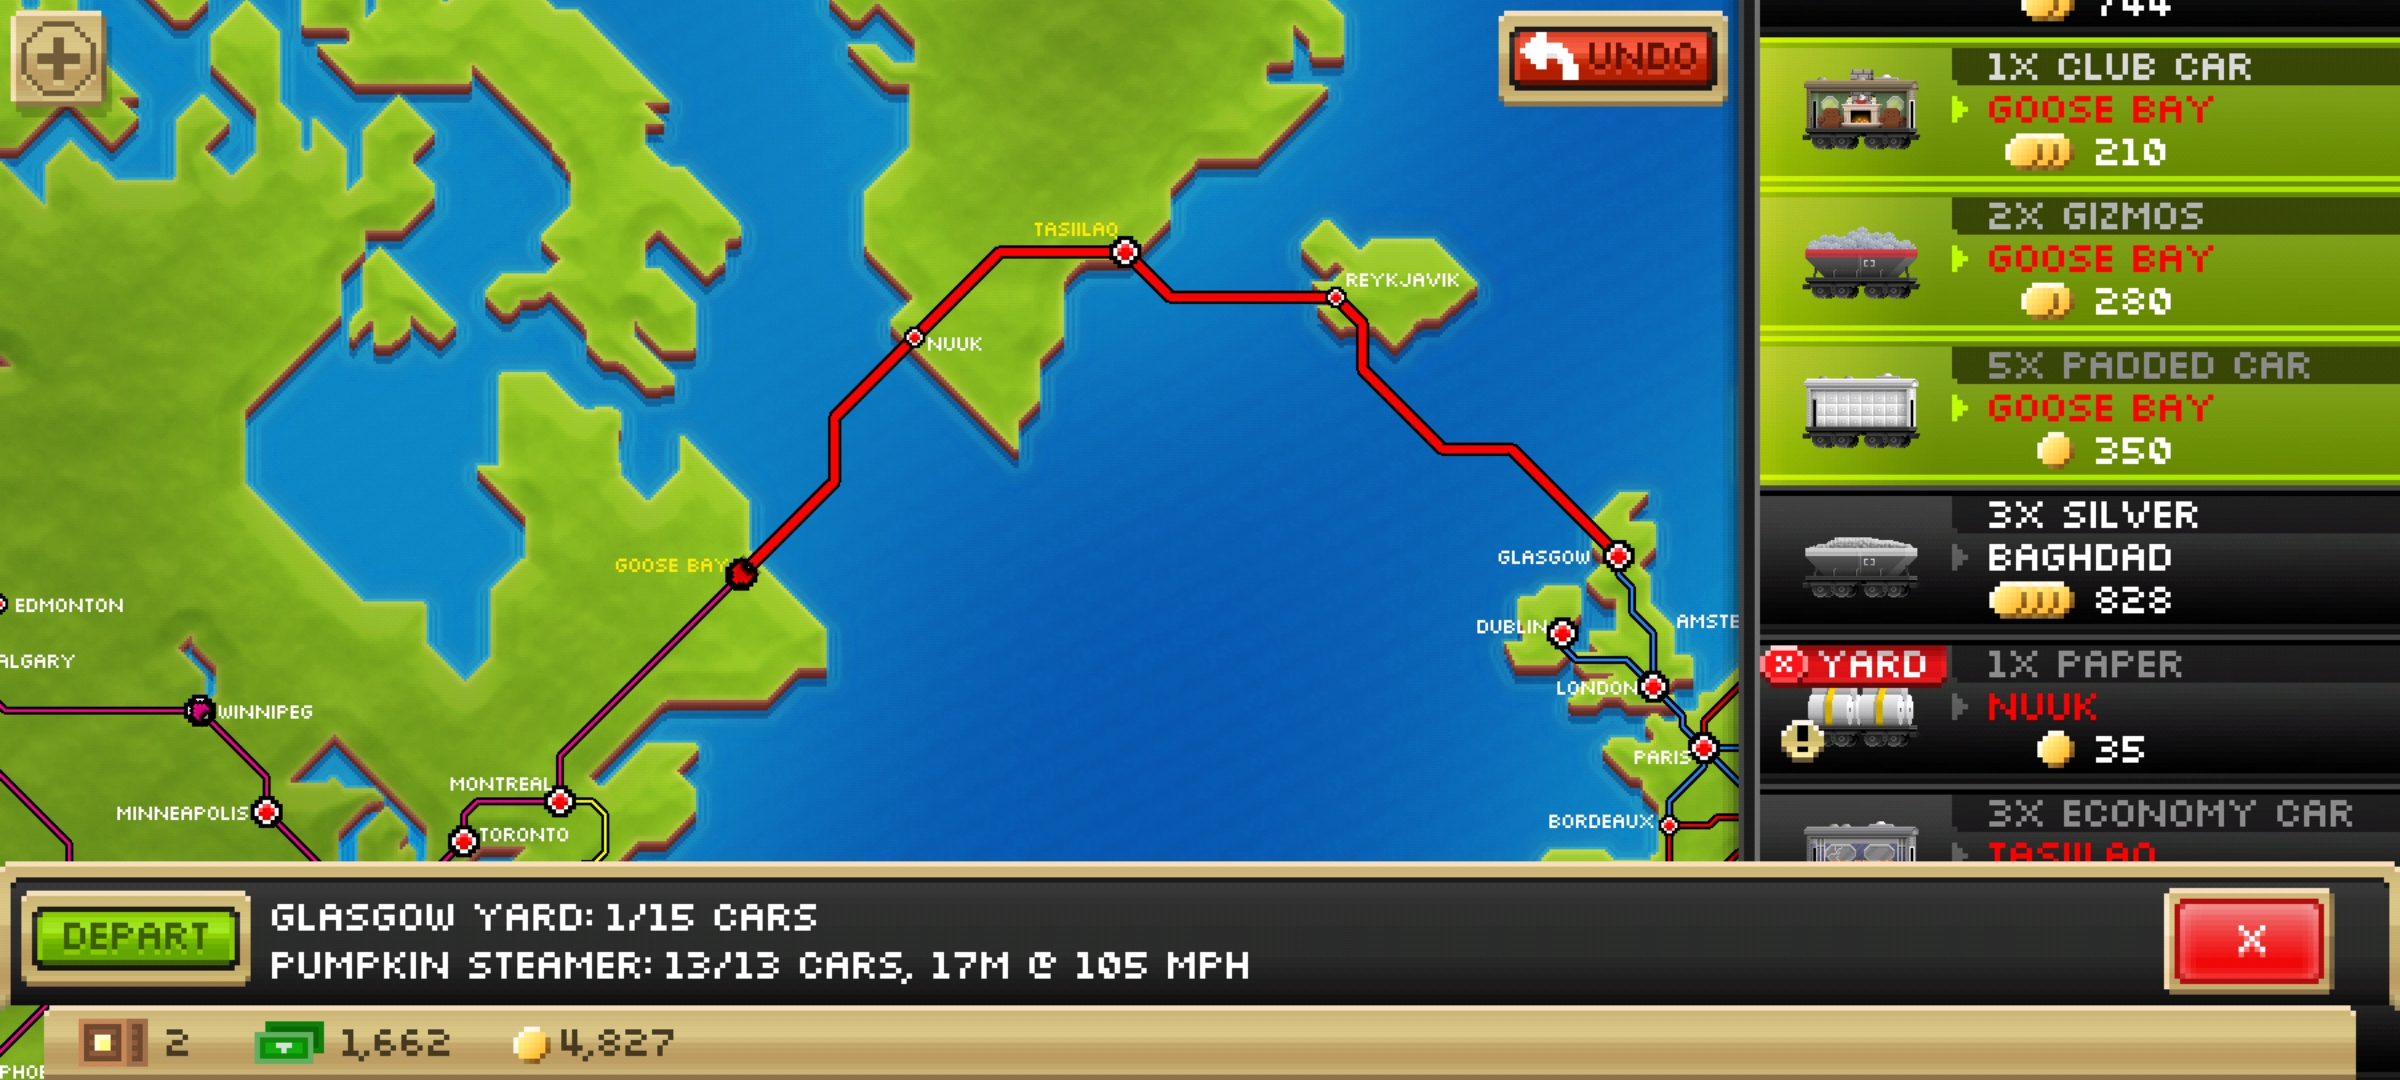 UNDO
TASIILAQ
REYKJAVIK
NUUK
GOOSE BAY
GLASGOW
EDMONTON
DUBLIN
AMSTE
ALGARY
LONDON
WINNIPEG
PARIS
MONTREAL
MINNEAPOLIS
TORONTO
BORDEAUX
744
1X CLUB CAR
GOOSE BAY
210
2X GIZMOS
GOOSE BAY
280
5X PADDED CAR
GOOSE BAY
350
3X SILVER
BAGHDAD
828
YARD
1X PAPER
NUUK
35
3X ECONOMY CAR
TASIILAQ
DEPART
GLASGOW YARD: 1/15 CARS
PUMPKIN STEAMER: 13/13 CARS, 17M @ 105 MPH
X
2
1,662
4,827
PHOE